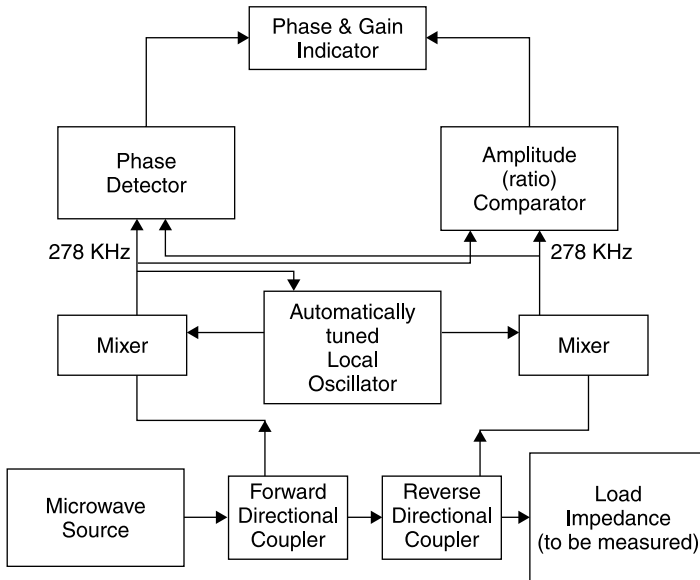 Phase & Gain
Indicator
Phase
Detector
Amplitude
(ratio)
Comparator
278 KHz
278 KHz
Mixer
Automatically
tuned
Local
Oscillator
Mixer
Microwave
Source
Forward
Directional
Coupler
Reverse
Directional
Coupler
Load
Impedance
(to be measured)